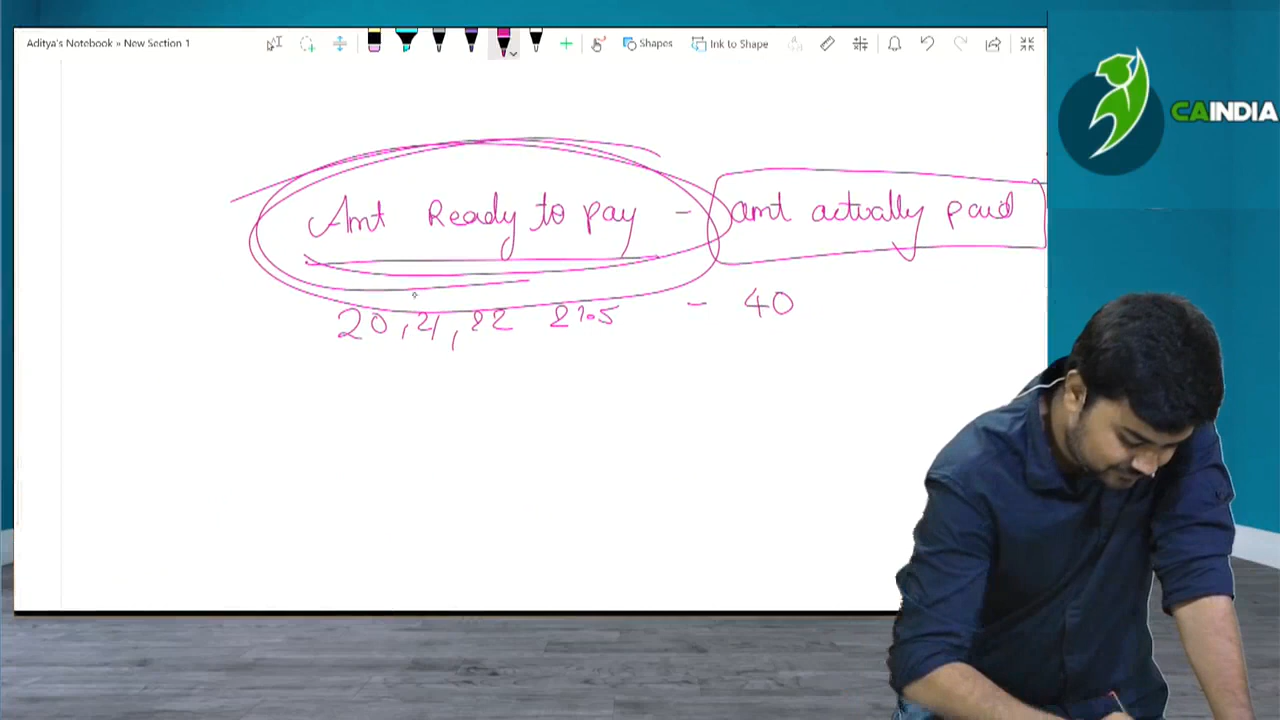 Aditya's Notebook » New Section 1
Shapes
Ink to Shape
CAINDIA
Amt Ready to pay - amt actually paid
20, 21, 22 21.5 - 40